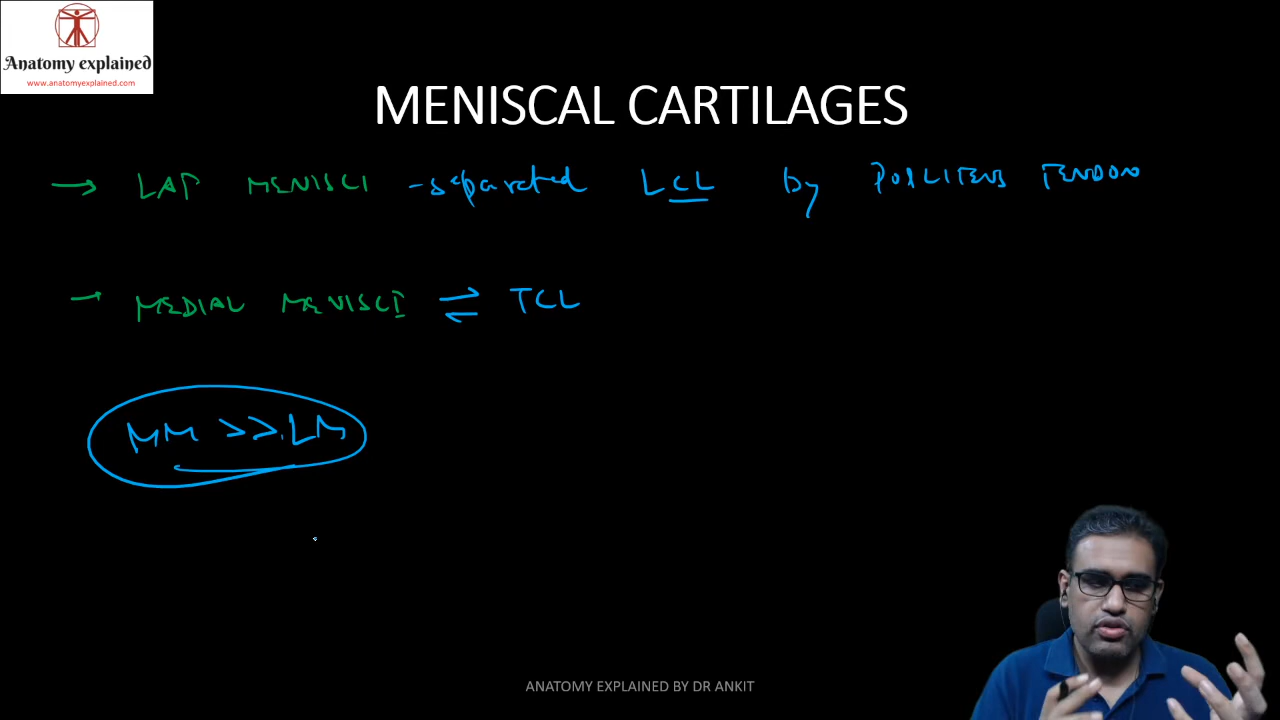 Anatomy explained
www.anatomyexplained.com
MENISCAL CARTILAGES
→ LAT MENISCI - separated LCL by POPLITEUS TENDON
→ MEDIAL MENISCI ⇌ TCL
MM >> LM
ANATOMY EXPLAINED BY DR ANKIT